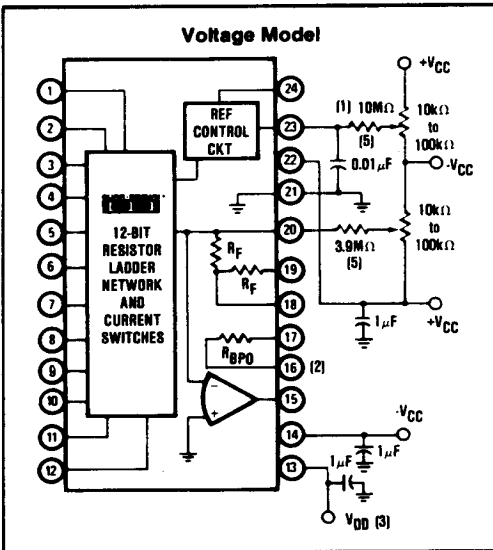 Voltage Model
+VCC
1
24
(1) 10MΩ
10kΩ
to
100kΩ
REF
CONTROL
CKT
2
23
(5)
3
22
0.01μF
-VCC
4
21
12-BIT
RESISTOR
LADDER
NETWORK
AND
CURRENT
SWITCHES
5
20
3.9MΩ
(5)
10kΩ
to
100kΩ
RF
6
19
RF
7
18
1μF
+VCC
8
17
RBPO
9
16 (2)
10
15
-
+
11
14
-VCC
1μF
12
13
1μF
VDD (3)